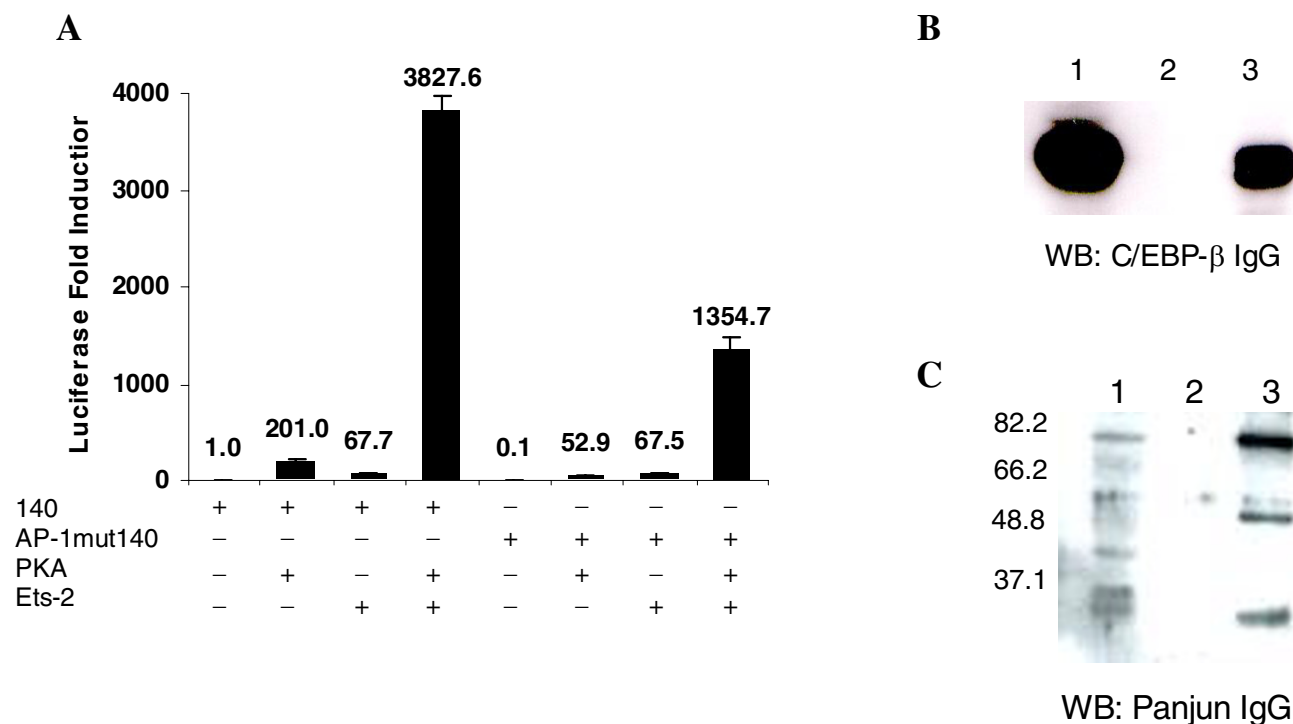 A
Luciferase Fold Inductior
4000
3000
2000
1000
0
1.0
201.0
67.7
3827.6
0.1
52.9
67.5
1354.7
140 + + + + – – – –
AP-1mut140 – – – – + + + +
PKA – + – + – + – +
Ets-2 – – + + – – + +
B
1 2 3
WB: C/EBP-β IgG
C
1 2 3
82.2
66.2
48.8
37.1
WB: Panjun IgG